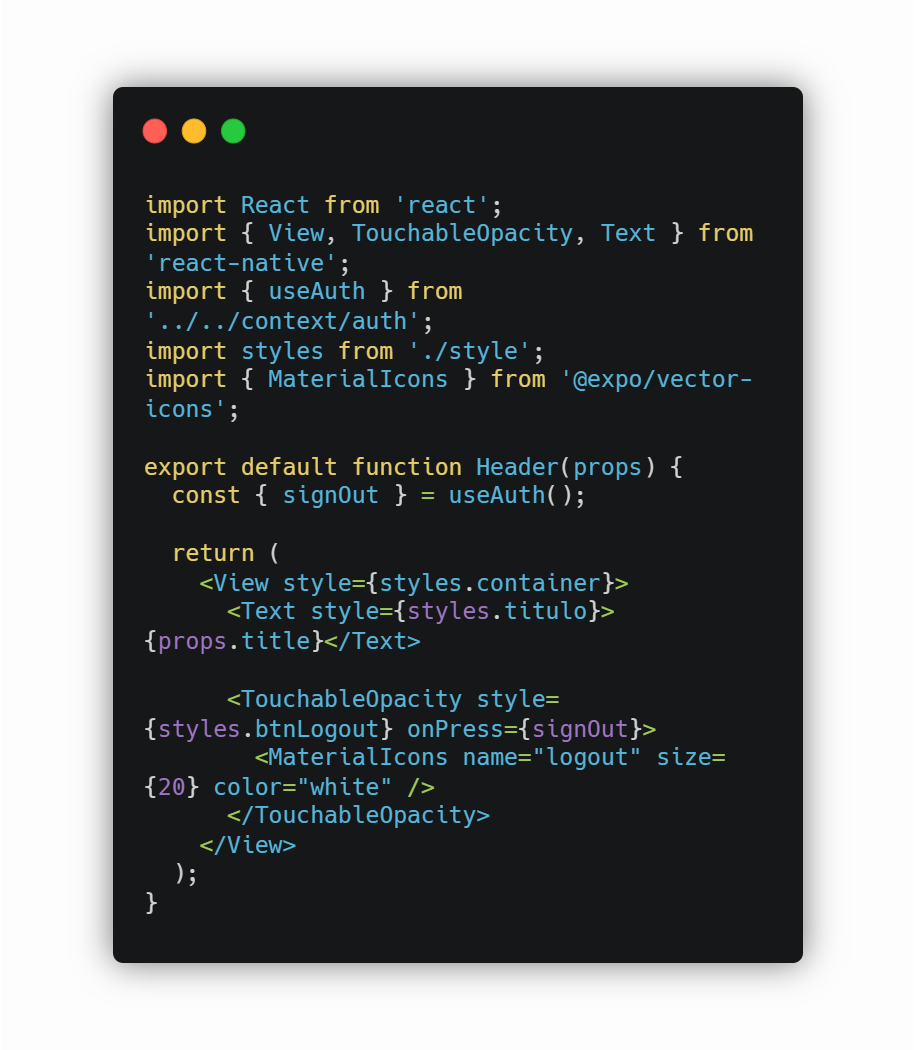 import React from 'react';
import { View, TouchableOpacity, Text } from
'react-native';
import { useAuth } from
'../../context/auth';
import styles from './style';
import { MaterialIcons } from '@expo/vector-
icons';

export default function Header(props) {
  const { signOut } = useAuth();

  return (
    <View style={styles.container}>
      <Text style={styles.titulo}>
{props.title}</Text>

      <TouchableOpacity style=
{styles.btnLogout} onPress={signOut}>
        <MaterialIcons name="logout" size=
{20} color="white" />
      </TouchableOpacity>
    </View>
  );
}